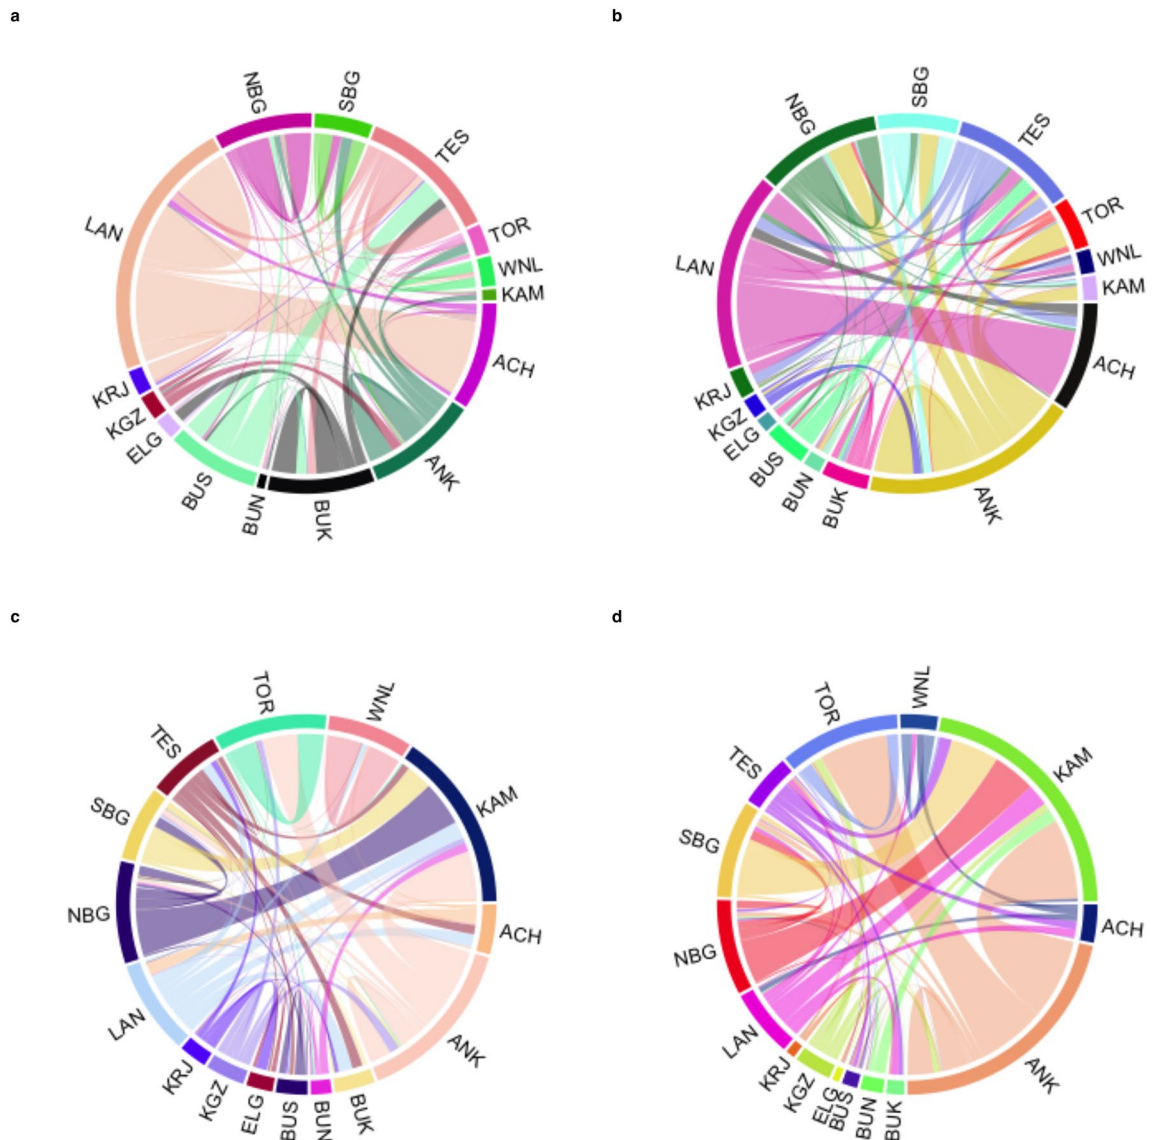 a
NBG
SBG
TES
TOR
WNL
KAM
ACH
ANK
BUK
BUN
BUS
ELG
KGZ
KRJ
LAN
b
NBG
SBG
TES
TOR
WNL
KAM
ACH
ANK
BUK
BUN
BUS
ELG
KGZ
KRJ
LAN
c
TOR
WNL
KAM
ACH
ANK
BUK
BUN
BUS
ELG
KGZ
KRJ
LAN
NBG
SBG
TES
d
TOR
WNL
KAM
ACH
ANK
BUK
BUN
BUS
ELG
KGZ
KRJ
LAN
NBG
SBG
TES